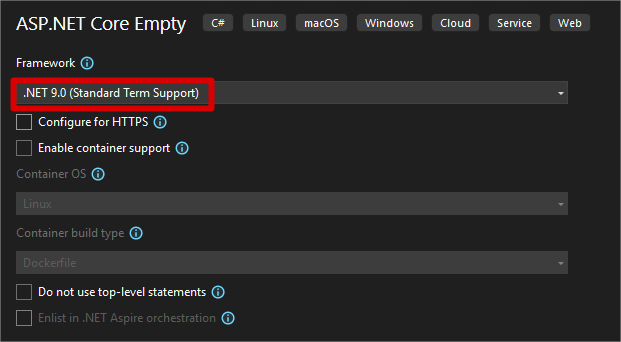 ASP.NET Core Empty C# Linux macOS Windows Cloud Service Web
Framework
.NET 9.0 (Standard Term Support)
Configure for HTTPS
Enable container support
Container OS
Linux
Container build type
Dockerfile
Do not use top-level statements
Enlist in .NET Aspire orchestration